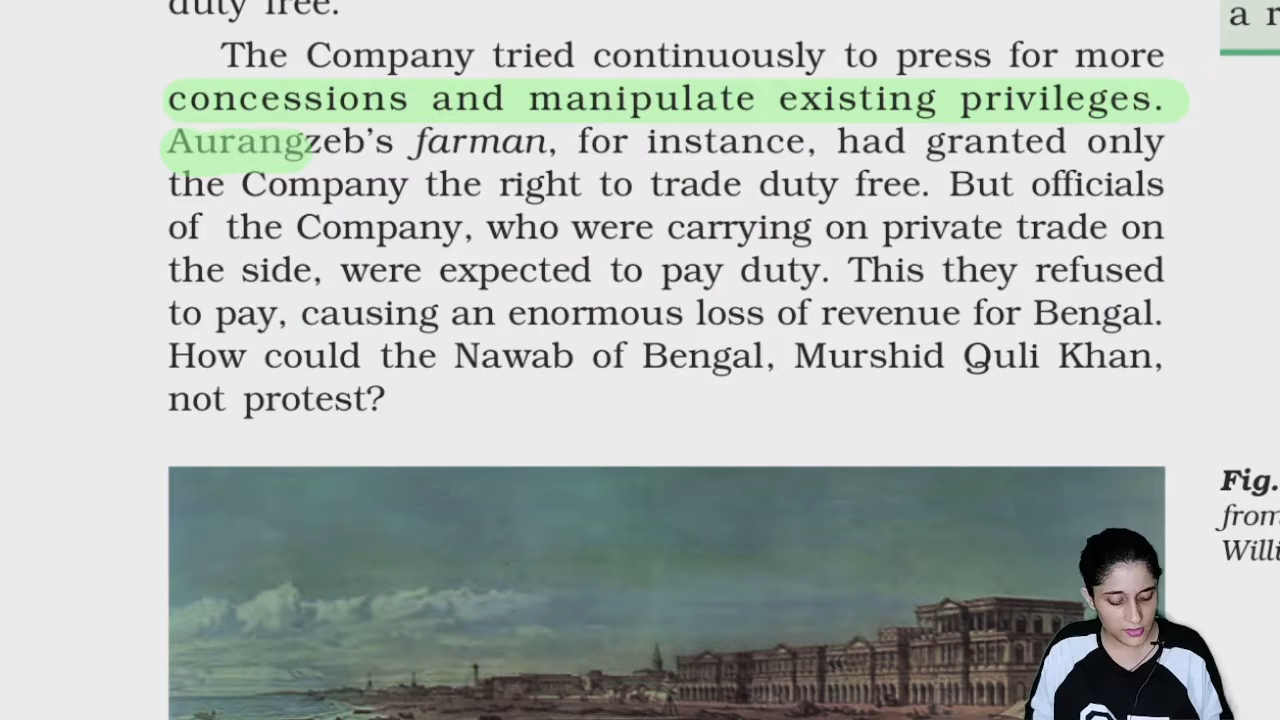 duty free.
a
The Company tried continuously to press for more
concessions and manipulate existing privileges.
Aurangzeb's farman, for instance, had granted only
the Company the right to trade duty free. But officials
of the Company, who were carrying on private trade on
the side, were expected to pay duty. This they refused
to pay, causing an enormous loss of revenue for Bengal.
How could the Nawab of Bengal, Murshid Quli Khan,
not protest?
Fig.
from
Willi